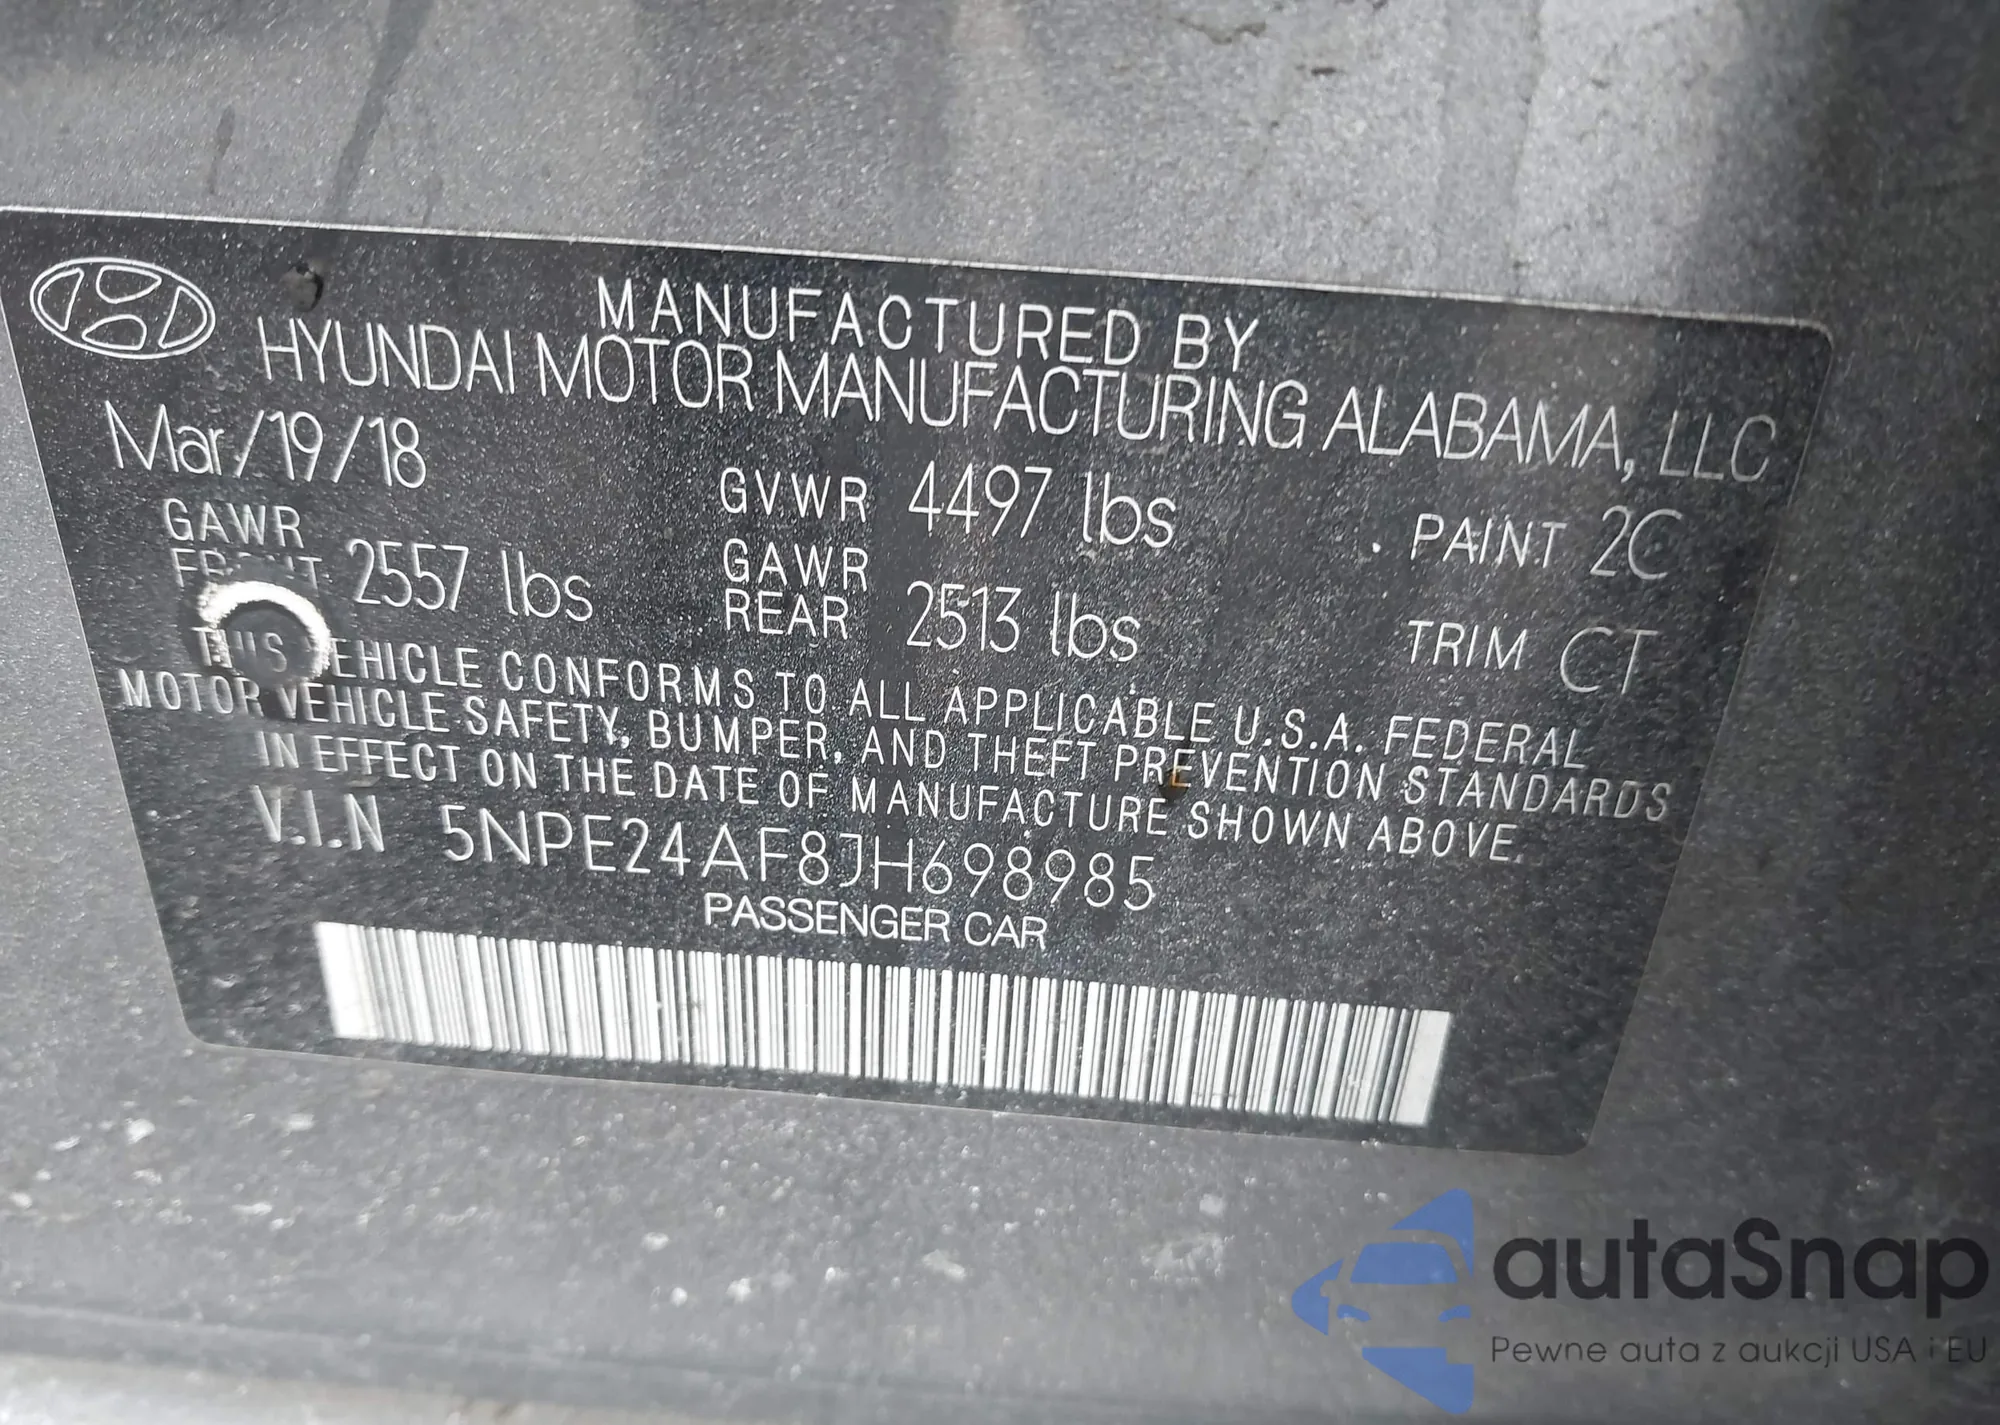 MANUFACTURED BY
HYUNDAI MOTOR MANUFACTURING ALABAMA, LLC
Mar/19/18
GVWR 4497 lbs
PAINT 2C
GAWR FRONT 2557 lbs
GAWR REAR 2513 lbs
TRIM CT
THIS VEHICLE CONFORMS TO ALL APPLICABLE U.S.A. FEDERAL
MOTOR VEHICLE SAFETY, BUMPER, AND THEFT PREVENTION STANDARDS
IN EFFECT ON THE DATE OF MANUFACTURE SHOWN ABOVE.
V.I.N 5NPE24AF8JH698985
PASSENGER CAR
autaSnap
Pewne auta z aukcji USA i EU